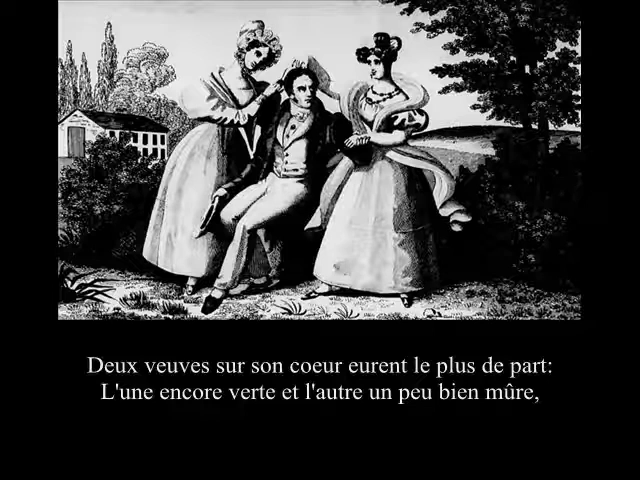 Deux veuves sur son coeur eurent le plus de part:
L'une encore verte et l'autre un peu bien mûre,